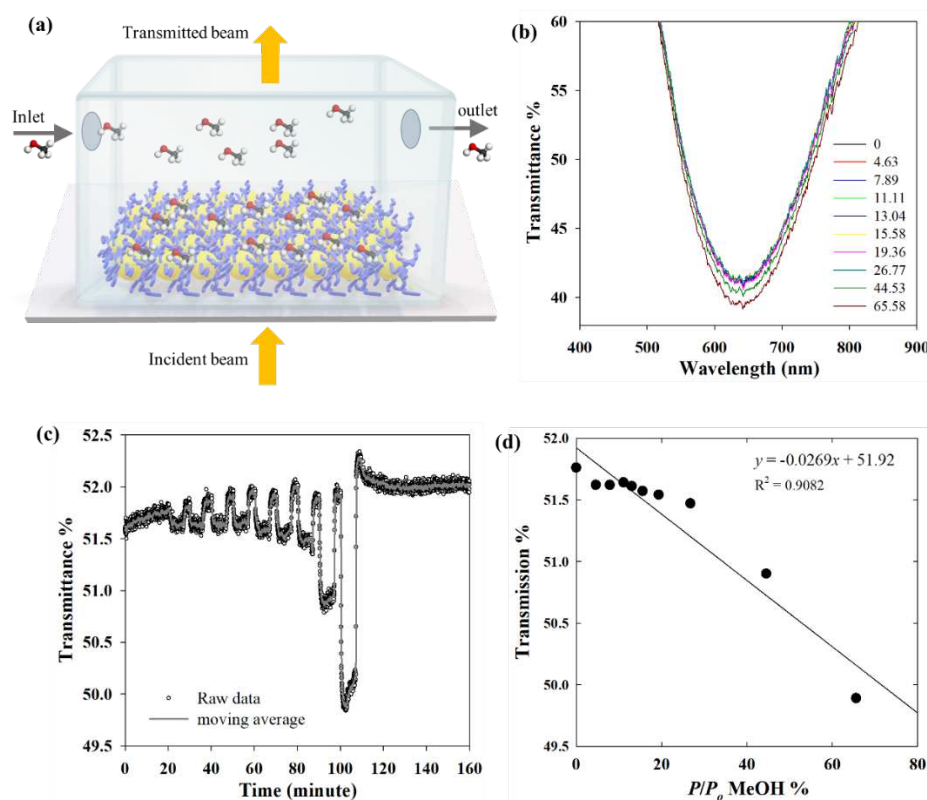 (a)
Transmitted beam
Inlet
outlet
Incident beam
(b)
Transmittance %
60
55
50
45
40
400 500 600 700 800 900
Wavelength (nm)
0
4.63
7.89
11.11
13.04
15.58
19.36
26.77
44.53
65.58
(c)
Transmittance %
52.5
52.0
51.5
51.0
50.5
50.0
49.5
Raw data
moving average
0 20 40 60 80 100 120 140 160
Time (minute)
(d)
Transmission %
52.0
51.5
51.0
50.5
50.0
49.5
y = -0.0269x + 51.92
R² = 0.9082
0 20 40 60 80
P/Pₒ MeOH %